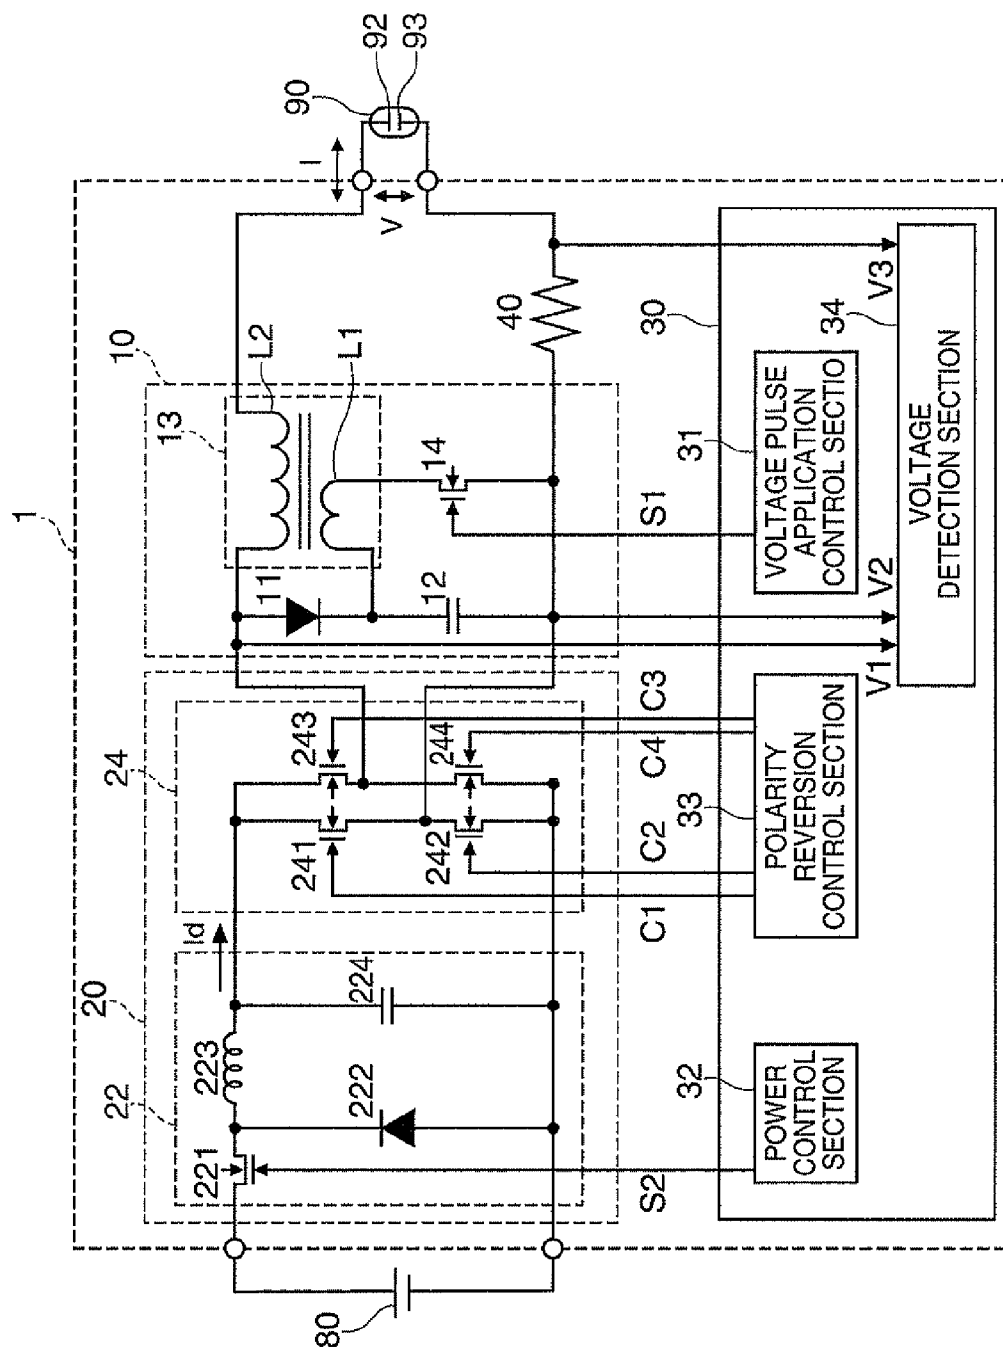 1
10
13
L2
L1
11
12
14
40
I
V
90
92
93
20
22
221
222
223
224
Id
24
241
242
243
244
80
S2
C1
C2
C4
C3
V1
V2
V3
S1
30
32
POWER
CONTROL
SECTION
33
POLARITY
REVERSION
CONTROL SECTION
31
VOLTAGE PULSE
APPLICATION
CONTROL SECTIO
34
VOLTAGE
DETECTION SECTION